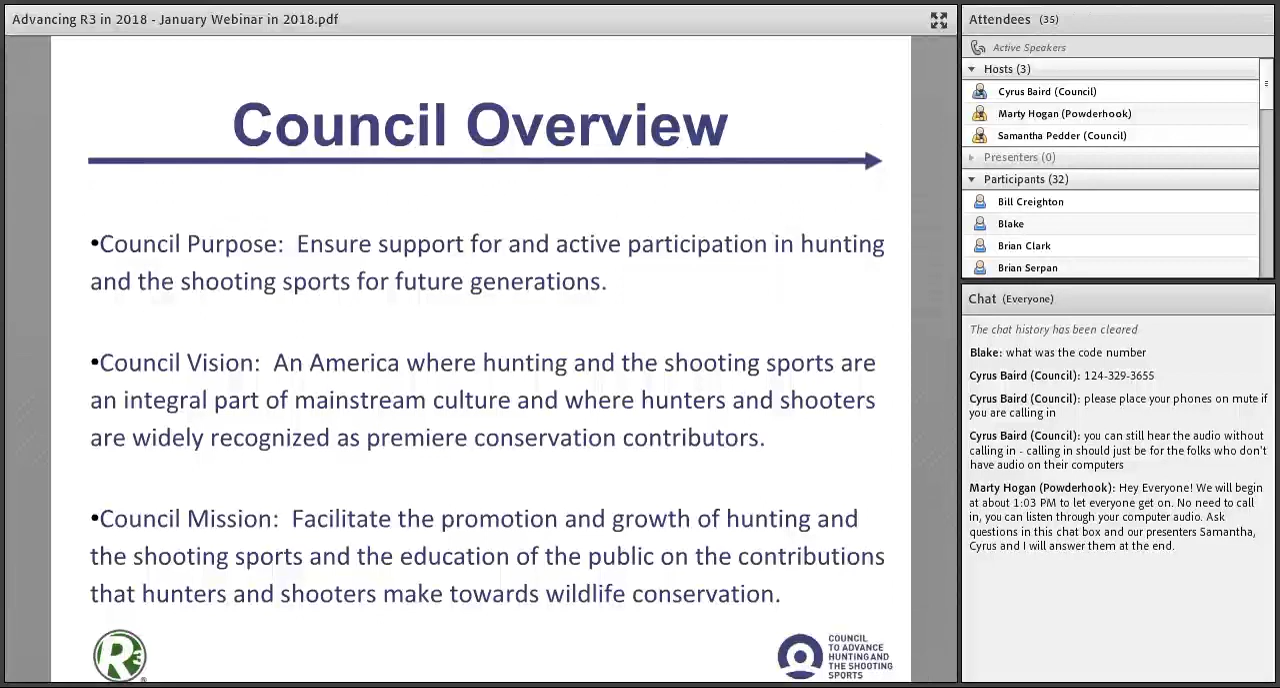 Advancing R3 in 2018 - January Webinar in 2018.pdf
Council Overview
•Council Purpose:  Ensure support for and active participation in hunting
and the shooting sports for future generations.
•Council Vision:  An America where hunting and the shooting sports are
an integral part of mainstream culture and where hunters and shooters
are widely recognized as premiere conservation contributors.
•Council Mission:  Facilitate the promotion and growth of hunting and
the shooting sports and the education of the public on the contributions
that hunters and shooters make towards wildlife conservation.
R3
®
COUNCIL
TO ADVANCE
HUNTING AND
THE SHOOTING
SPORTS
Attendees (35)
Active Speakers
Hosts (3)
Cyrus Baird (Council)
Marty Hogan (Powderhook)
Samantha Pedder (Council)
Presenters (0)
Participants (32)
Bill Creighton
Blake
Brian Clark
Brian Serpan
Chat (Everyone)
The chat history has been cleared
Blake: what was the code number
Cyrus Baird (Council): 124-329-3655
Cyrus Baird (Council): please place your phones on mute if
you are calling in
Cyrus Baird (Council): you can still hear the audio without
calling in - calling in should just be for the folks who don't
have audio on their computers
Marty Hogan (Powderhook): Hey Everyone! We will begin
at about 1:03 PM to let everyone get on. No need to call
in, you can listen through your computer audio. Ask
questions in this chat box and our presenters Samantha,
Cyrus and I will answer them at the end.